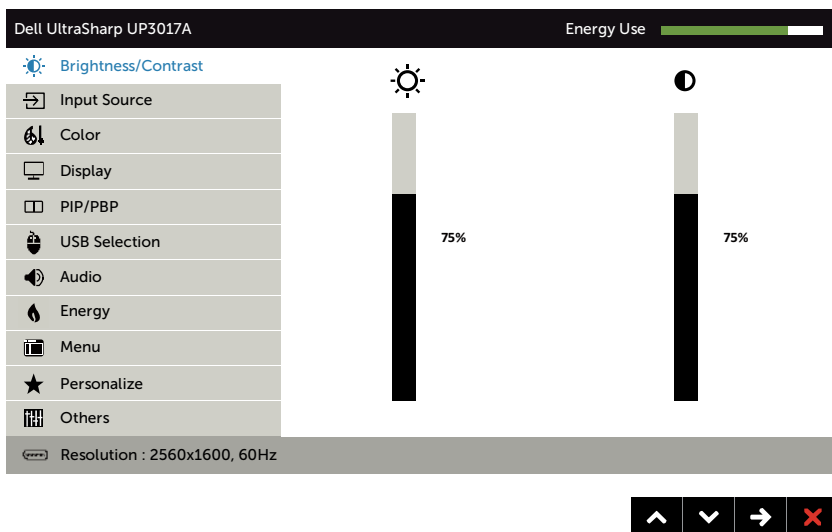 Dell UltraSharp UP3017A
Energy Use
Brightness/Contrast
Input Source
Color
Display
PIP/PBP
USB Selection
Audio
Energy
Menu
Personalize
Others
75%
75%
Resolution : 2560x1600, 60Hz